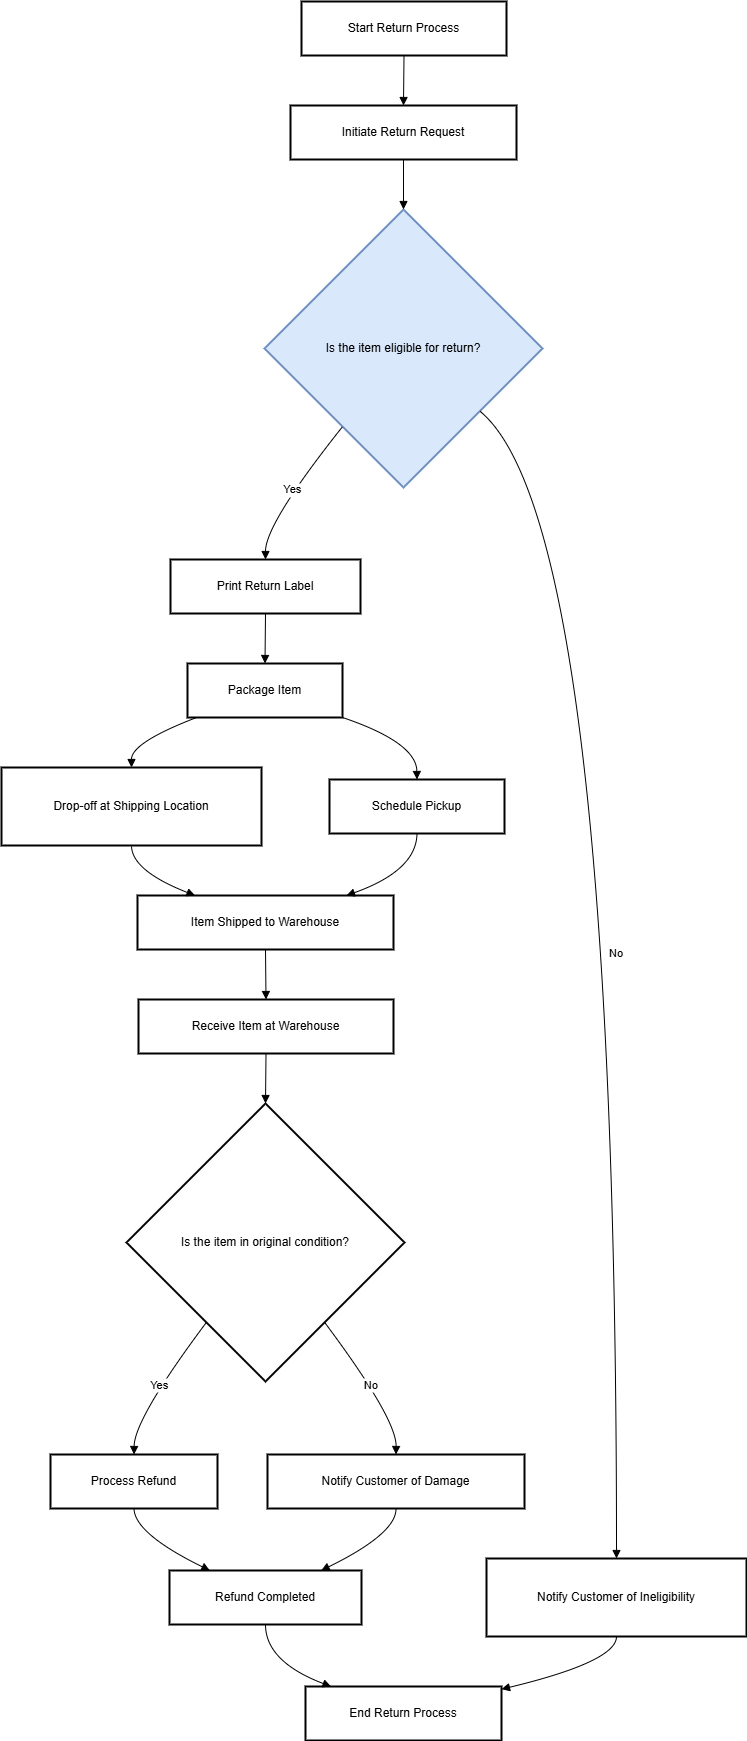 Start Return Process
Initiate Return Request
Is the item eligible for return?
Yes
Print Return Label
Package Item
Drop-off at Shipping Location
Schedule Pickup
Item Shipped to Warehouse
No
Receive Item at Warehouse
Is the item in original condition?
Yes
No
Process Refund
Notify Customer of Damage
Refund Completed
Notify Customer of Ineligibility
End Return Process